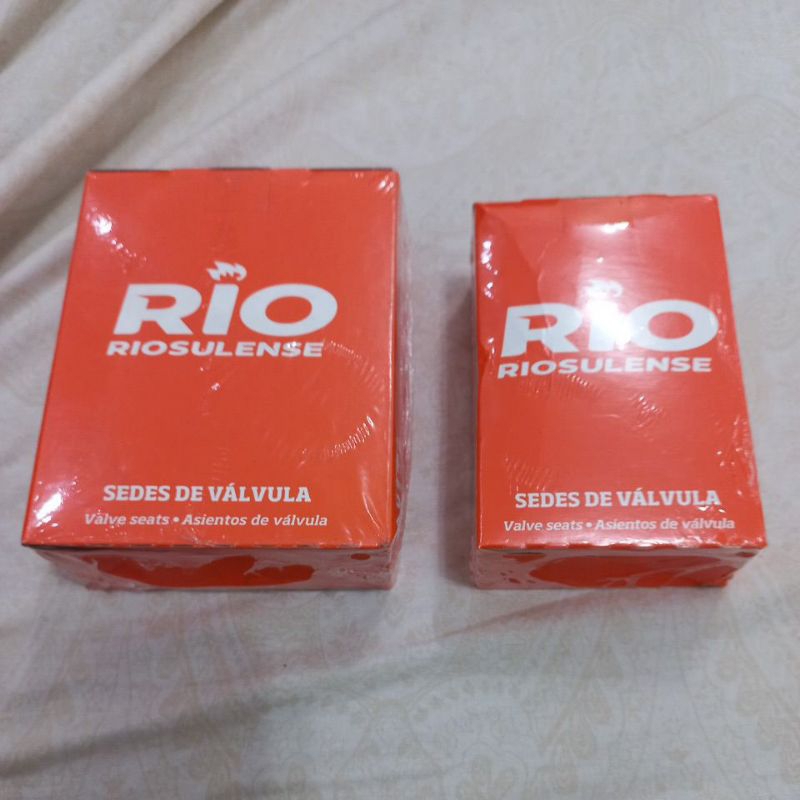 RIO
RIOSULENSE
SEDES DE VÁLVULA
Valve seats • Asientos de válvula
RIO
RIOSULENSE
SEDES DE VÁLVULA
Valve seats • Asientos de válvula